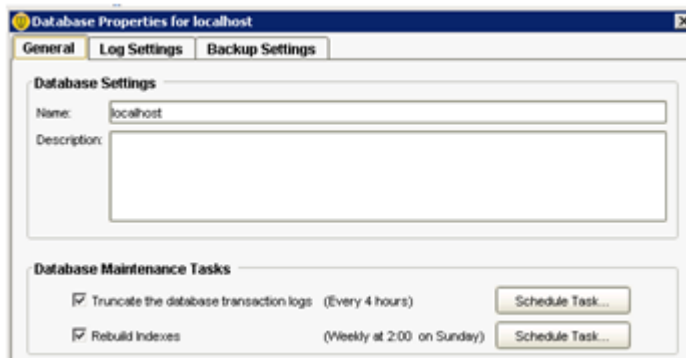 Database Properties for localhost
General Log Settings Backup Settings
Database Settings
Name: localhost
Description:
Database Maintenance Tasks
Truncate the database transaction logs (Every 4 hours) Schedule Task...
Rebuild Indexes (Weekly at 2:00 on Sunday) Schedule Task...